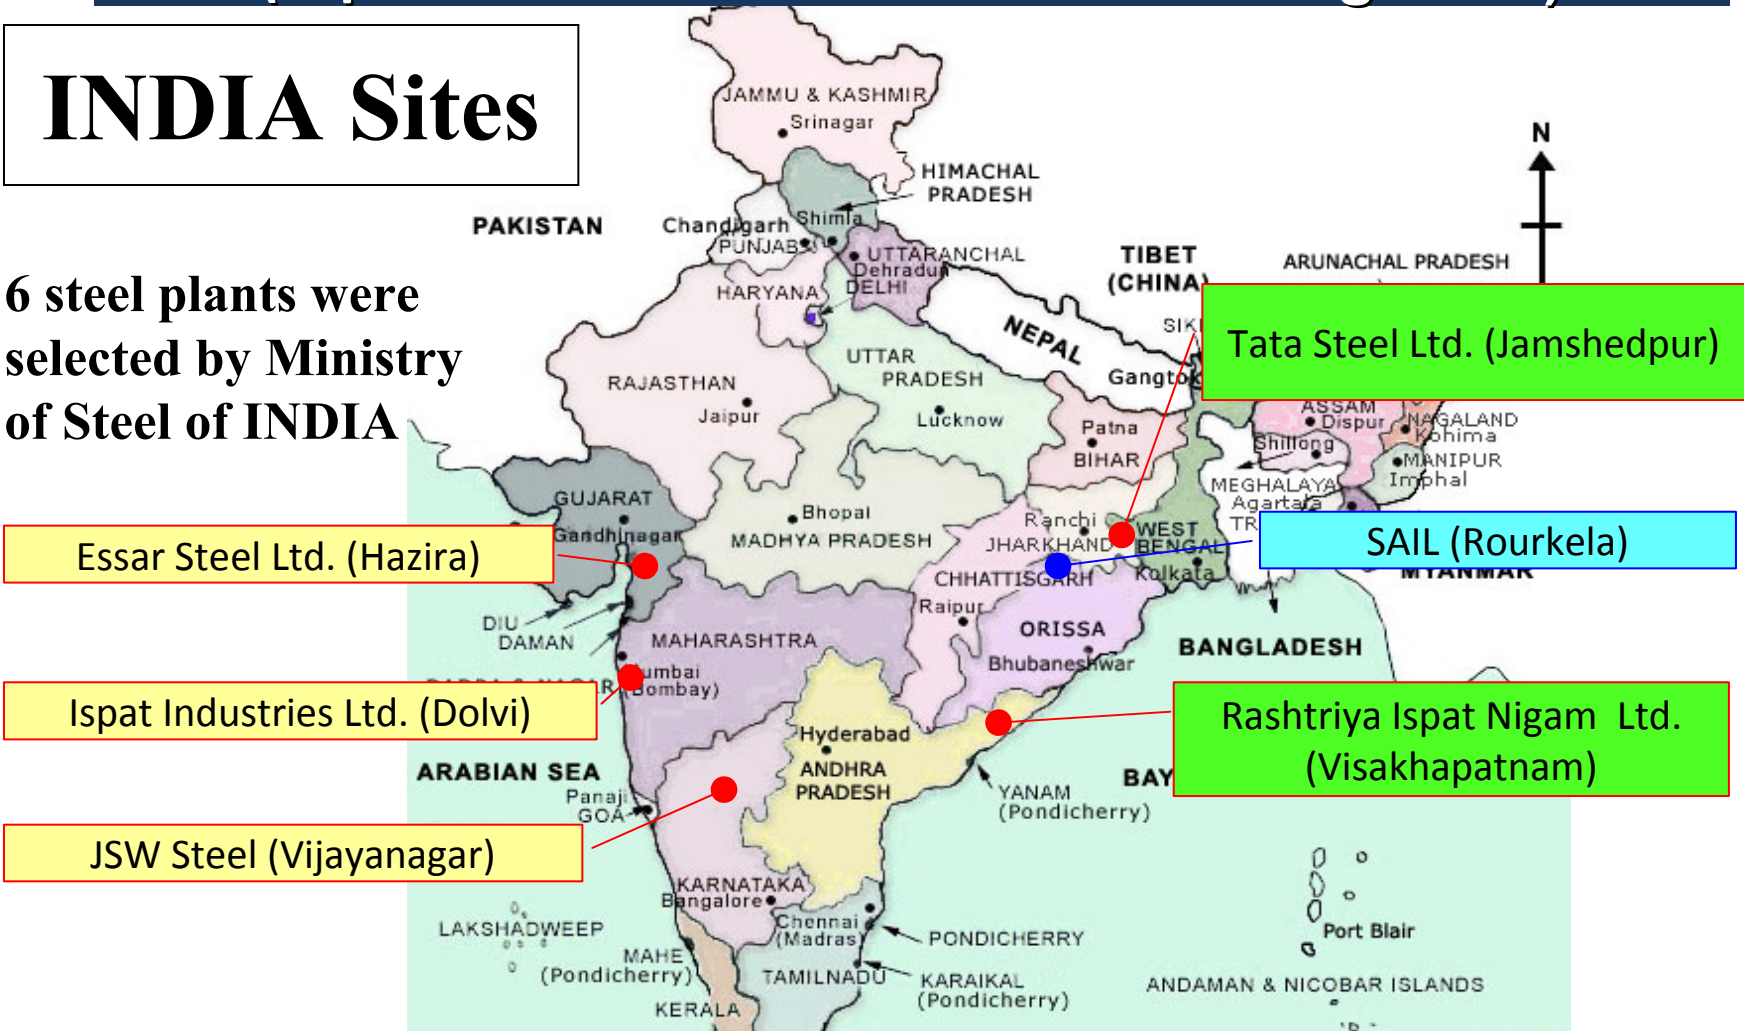 INDIA Sites
6 steel plants were
selected by Ministry
of Steel of INDIA
JAMMU & KASHMIR
Srinagar
HIMACHAL
PRADESH
PAKISTAN
Chandigarh
Shimla
PUNJAB
UTTARANCHAL
Dehradun
DELHI
HARYANA
TIBET
(CHINA)
ARUNACHAL PRADESH
N
NEPAL
Tata Steel Ltd. (Jamshedpur)
UTTAR
PRADESH
Gangtok
RAJASTHAN
Jaipur
Lucknow
Patna
BIHAR
ASSAM
Dispur
NAGALAND
Kohima
Shillong
MANIPUR
Imphal
MEGHALAYA
Agartala
GUJARAT
Gandhinagar
Bhopal
MADHYA PRADESH
Ranchi
JHARKHAND
WEST
BENGAL
Kolkata
Essar Steel Ltd. (Hazira)
SAIL (Rourkela)
MYANMAR
CHHATTISGARH
Raipur
DIU
DAMAN
MAHARASHTRA
ORISSA
Bhubaneshwar
BANGLADESH
(Bombay)
Ispat Industries Ltd. (Dolvi)
Rashtriya Ispat Nigam Ltd.
(Visakhapatnam)
Hyderabad
ANDHRA
PRADESH
ARABIAN SEA
BAY
YANAM
(Pondicherry)
Panaji
GOA
JSW Steel (Vijayanagar)
KARNATAKA
Bangalore
Chennai
(Madras)
LAKSHADWEEP
PONDICHERRY
Port Blair
MAHE
(Pondicherry)
TAMILNADU
KARAIKAL
(Pondicherry)
ANDAMAN & NICOBAR ISLANDS
KERALA